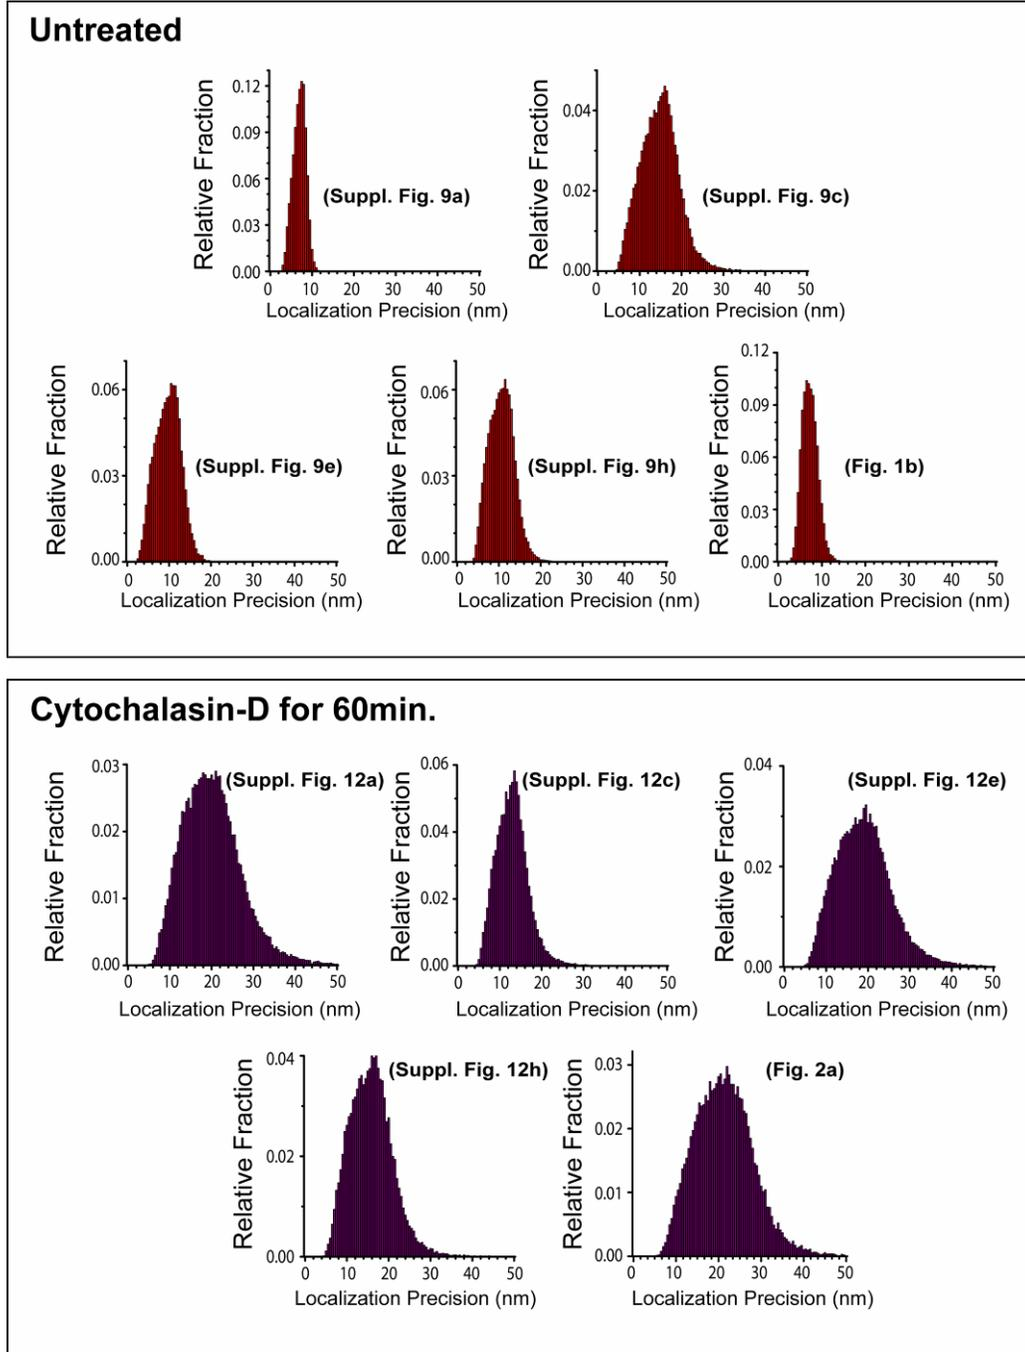 Untreated
Relative Fraction
0.12
0.09
0.06
0.03
0.00
(Suppl. Fig. 9a)
0 10 20 30 40 50
Localization Precision (nm)
Relative Fraction
0.04
0.02
0.00
(Suppl. Fig. 9c)
0 10 20 30 40 50
Localization Precision (nm)
Relative Fraction
0.06
0.03
0.00
(Suppl. Fig. 9e)
0 10 20 30 40 50
Localization Precision (nm)
Relative Fraction
0.06
0.03
0.00
(Suppl. Fig. 9h)
0 10 20 30 40 50
Localization Precision (nm)
Relative Fraction
0.12
0.09
0.06
0.03
0.00
(Fig. 1b)
0 10 20 30 40 50
Localization Precision (nm)
Cytochalasin-D for 60min.
Relative Fraction
0.03
0.02
0.01
0.00
(Suppl. Fig. 12a)
0 10 20 30 40 50
Localization Precision (nm)
Relative Fraction
0.06
0.04
0.02
0.00
(Suppl. Fig. 12c)
0 10 20 30 40 50
Localization Precision (nm)
Relative Fraction
0.04
0.02
0.00
(Suppl. Fig. 12e)
0 10 20 30 40 50
Localization Precision (nm)
Relative Fraction
0.04
0.02
0.00
(Suppl. Fig. 12h)
0 10 20 30 40 50
Localization Precision (nm)
Relative Fraction
0.03
0.02
0.01
0.00
(Fig. 2a)
0 10 20 30 40 50
Localization Precision (nm)